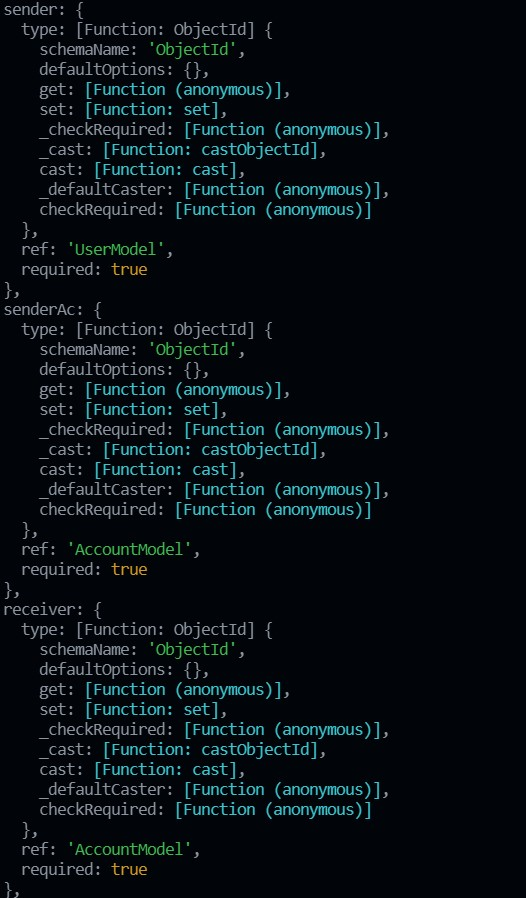 sender: {
  type: [Function: ObjectId] {
    schemaName: 'ObjectId',
    defaultOptions: {},
    get: [Function (anonymous)],
    set: [Function: set],
    _checkRequired: [Function (anonymous)],
    _cast: [Function: castObjectId],
    cast: [Function: cast],
    _defaultCaster: [Function (anonymous)],
    checkRequired: [Function (anonymous)]
  },
  ref: 'UserModel',
  required: true
},
senderAc: {
  type: [Function: ObjectId] {
    schemaName: 'ObjectId',
    defaultOptions: {},
    get: [Function (anonymous)],
    set: [Function: set],
    _checkRequired: [Function (anonymous)],
    _cast: [Function: castObjectId],
    cast: [Function: cast],
    _defaultCaster: [Function (anonymous)],
    checkRequired: [Function (anonymous)]
  },
  ref: 'AccountModel',
  required: true
},
receiver: {
  type: [Function: ObjectId] {
    schemaName: 'ObjectId',
    defaultOptions: {},
    get: [Function (anonymous)],
    set: [Function: set],
    _checkRequired: [Function (anonymous)],
    _cast: [Function: castObjectId],
    cast: [Function: cast],
    _defaultCaster: [Function (anonymous)],
    checkRequired: [Function (anonymous)]
  },
  ref: 'AccountModel',
  required: true
},